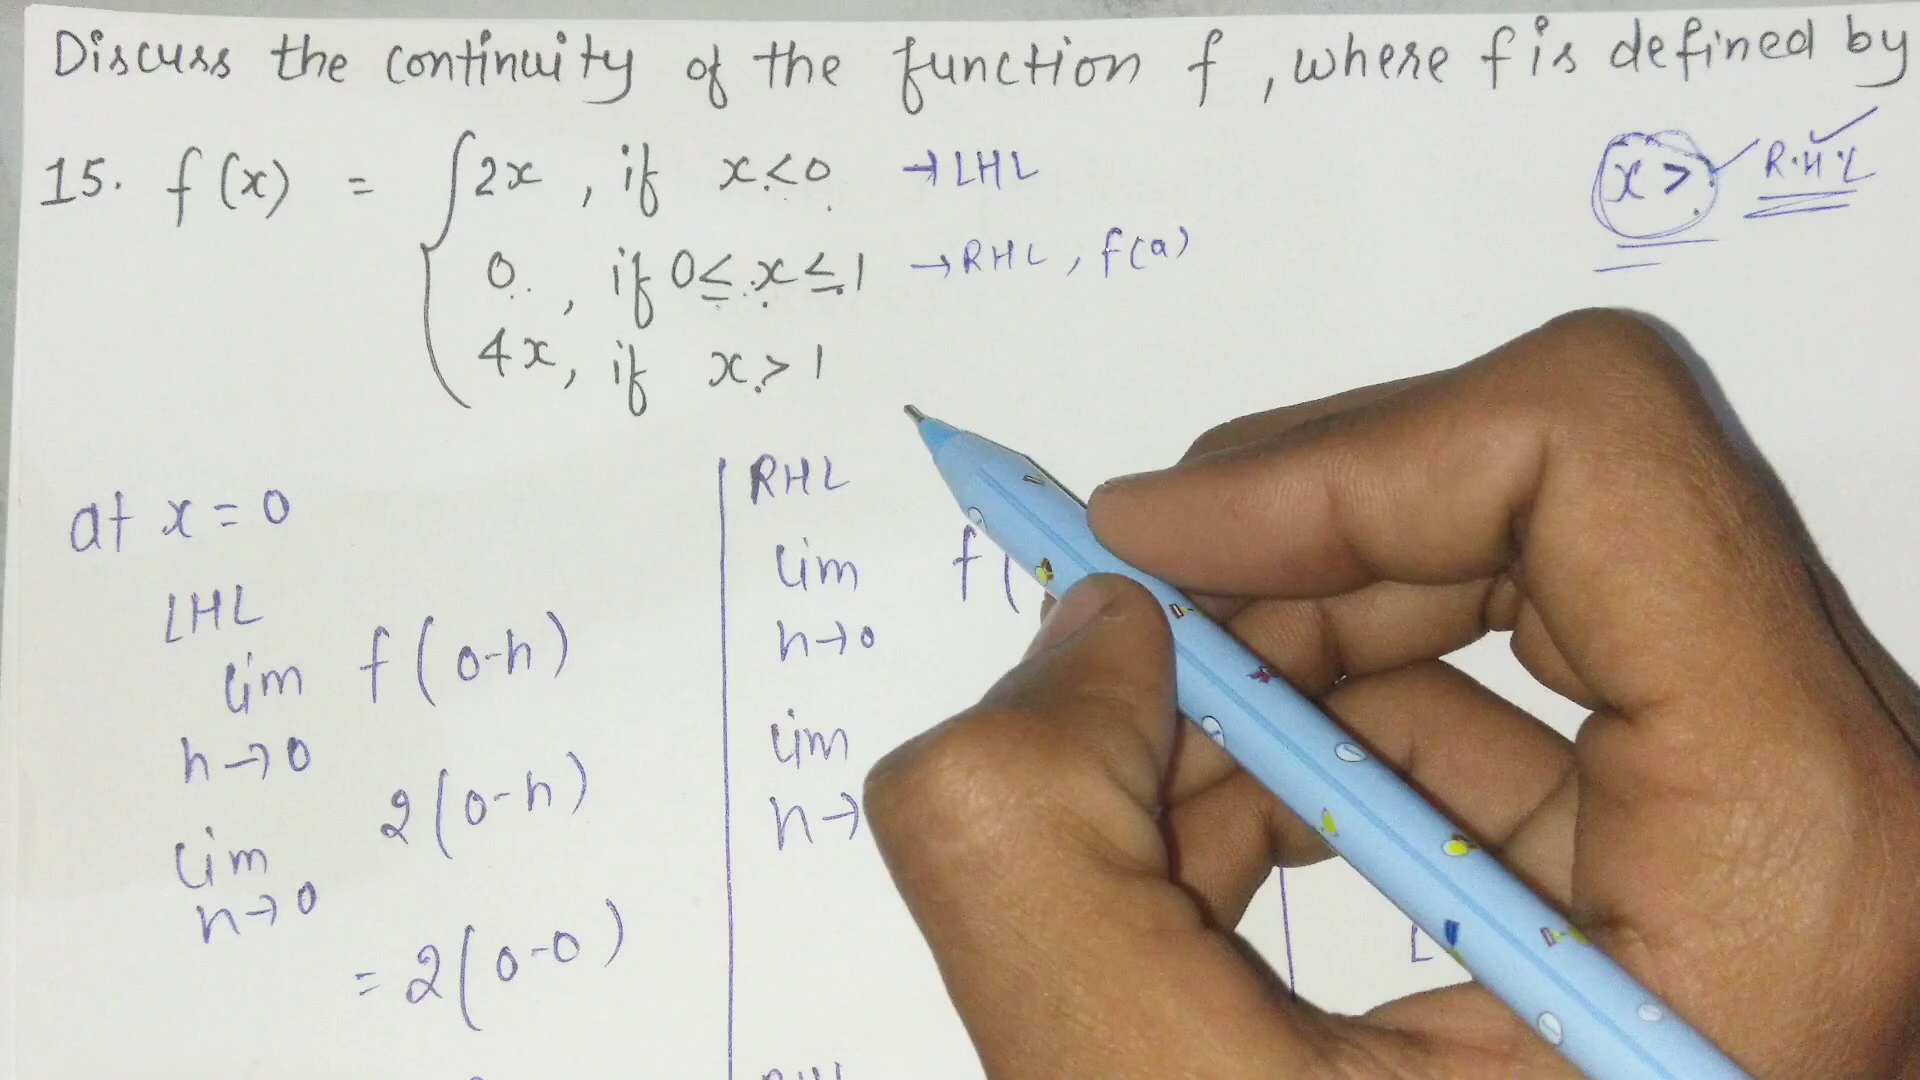 Discuss the continuity of the function f , where f is defined by
15. f(x) = { 2x , if x < 0 → LHL
0 , if 0 ≤ x ≤ 1 → RHL , f(a)
4x , if x > 1
x > R.H.L
at x = 0
LHL
lim f(0-h)
h→0
lim 2(0-h)
h→0
= 2(0-0)
RHL
lim f(
h→0
lim
h→
RHL